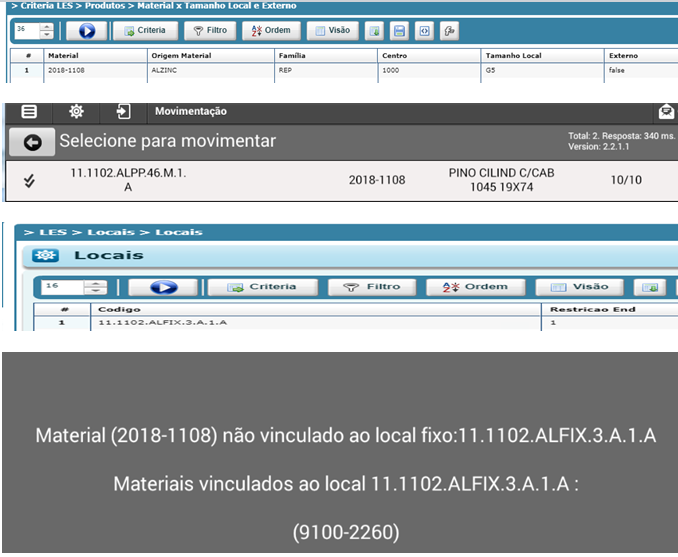 > Criteria LES > Produtos > Material x Tamanho Local e Externo
36 Criteria Filtro Ordem Visão
# Material Origem Material Família Centro Tamanho Local Externo
1 2018-1108 ALZINC REP 1000 G5 false
Movimentação
Selecione para movimentar
Total: 2. Resposta: 340 ms.
Version: 2.2.1.1
11.1102.ALPP.46.M.1.
A
2018-1108
PINO CILIND C/CAB
1045 19X74
10/10
> LES > Locais > Locais
Locais
16 Criteria Filtro Ordem Visão
# Codigo Restricao End
1 11.1102.ALFIX.3.A.1.A 1
Material (2018-1108) não vinculado ao local fixo:11.1102.ALFIX.3.A.1.A
Materiais vinculados ao local 11.1102.ALFIX.3.A.1.A :
(9100-2260)